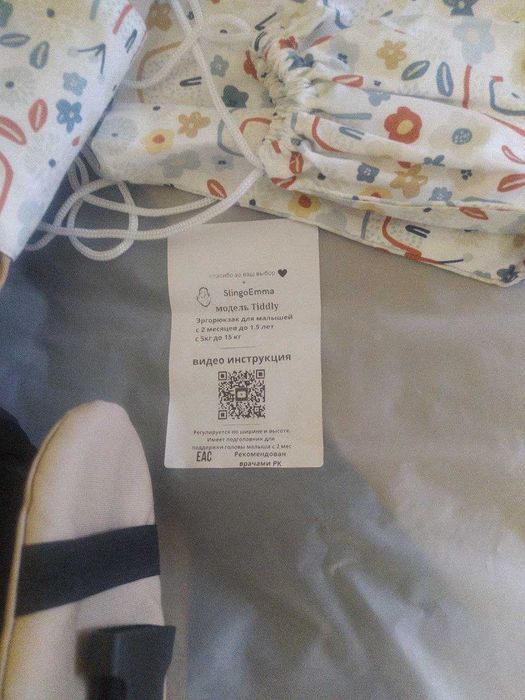 спасибо за ваш выбор
SlingoEmma
модель Tiddly
Эргорюкзак для малышей
с 2 месяцев до 1.5 лет
с 5кг до 15 кг
видео инструкция
Регулируется по ширине и высоте.
Имеет подголовник для
поддержки головы малыша с 2 мес
EAC Рекомендован
врачами РК